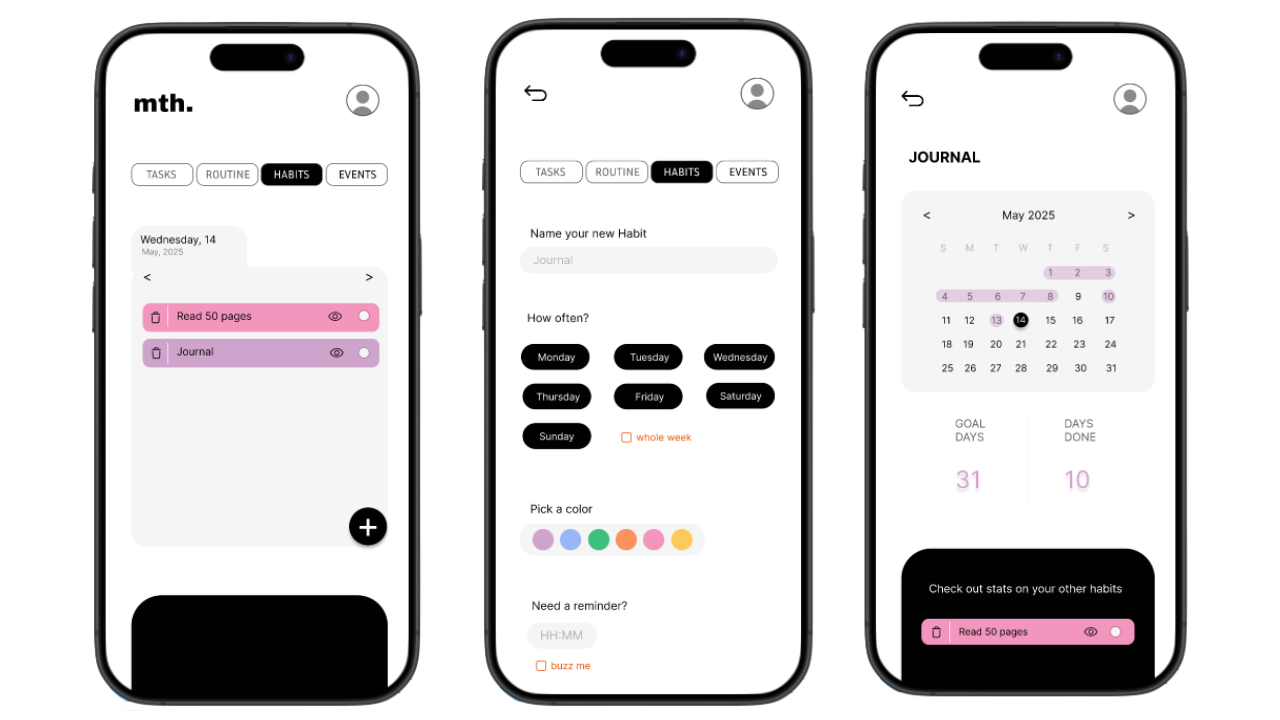 mth.
TASKS ROUTINE HABITS EVENTS
Wednesday, 14
May, 2025
< >
Read 50 pages
Journal
+
TASKS ROUTINE HABITS EVENTS
Name your new Habit
Journal
How often?
Monday Tuesday Wednesday
Thursday Friday Saturday
Sunday whole week
Pick a color
Need a reminder?
HH:MM
buzz me
JOURNAL
< May 2025 >
S M T W T F S
1 2 3
4 5 6 7 8 9 10
11 12 13 14 15 16 17
18 19 20 21 22 23 24
25 26 27 28 29 30 31
GOAL DAYS
DAYS DONE
31 10
Check out stats on your other habits
Read 50 pages